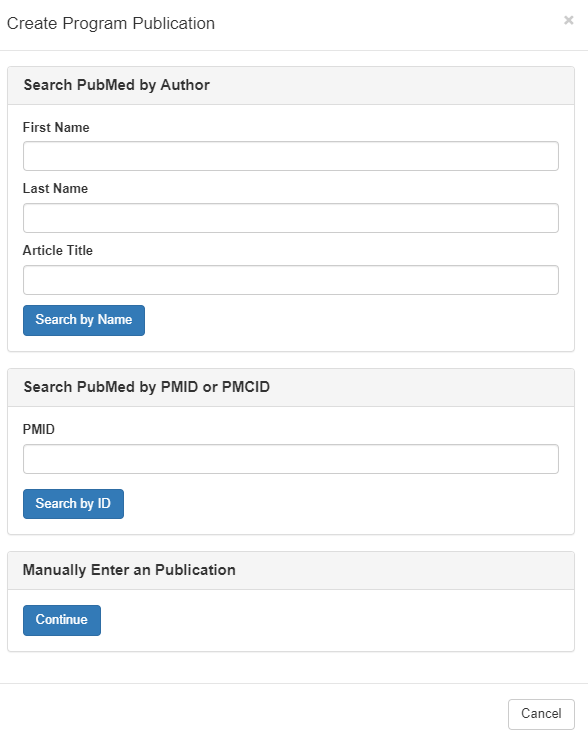 Create Program Publication ×
Search PubMed by Author
First Name
Last Name
Article Title
Search by Name
Search PubMed by PMID or PMCID
PMID
Search by ID
Manually Enter an Publication
Continue
Cancel